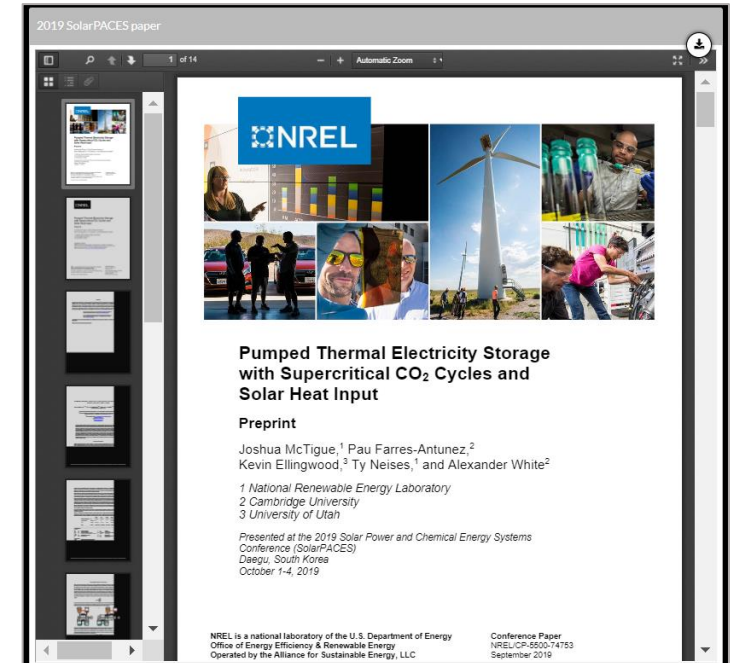 2019 SolarPACES paper
1 of 14
Automatic Zoom
NREL
Pumped Thermal Electricity Storage
with Supercritical CO₂ Cycles and
Solar Heat Input
Preprint
Joshua McTigue,¹ Pau Farres-Antunez,²
Kevin Ellingwood,³ Ty Neises,¹ and Alexander White²
1 National Renewable Energy Laboratory
2 Cambridge University
3 University of Utah
Presented at the 2019 Solar Power and Chemical Energy Systems
Conference (SolarPACES)
Daegu, South Korea
October 1-4, 2019
NREL is a national laboratory of the U.S. Department of Energy
Office of Energy Efficiency & Renewable Energy
Operated by the Alliance for Sustainable Energy, LLC
Conference Paper
NREL/CP-5500-74753
September 2019